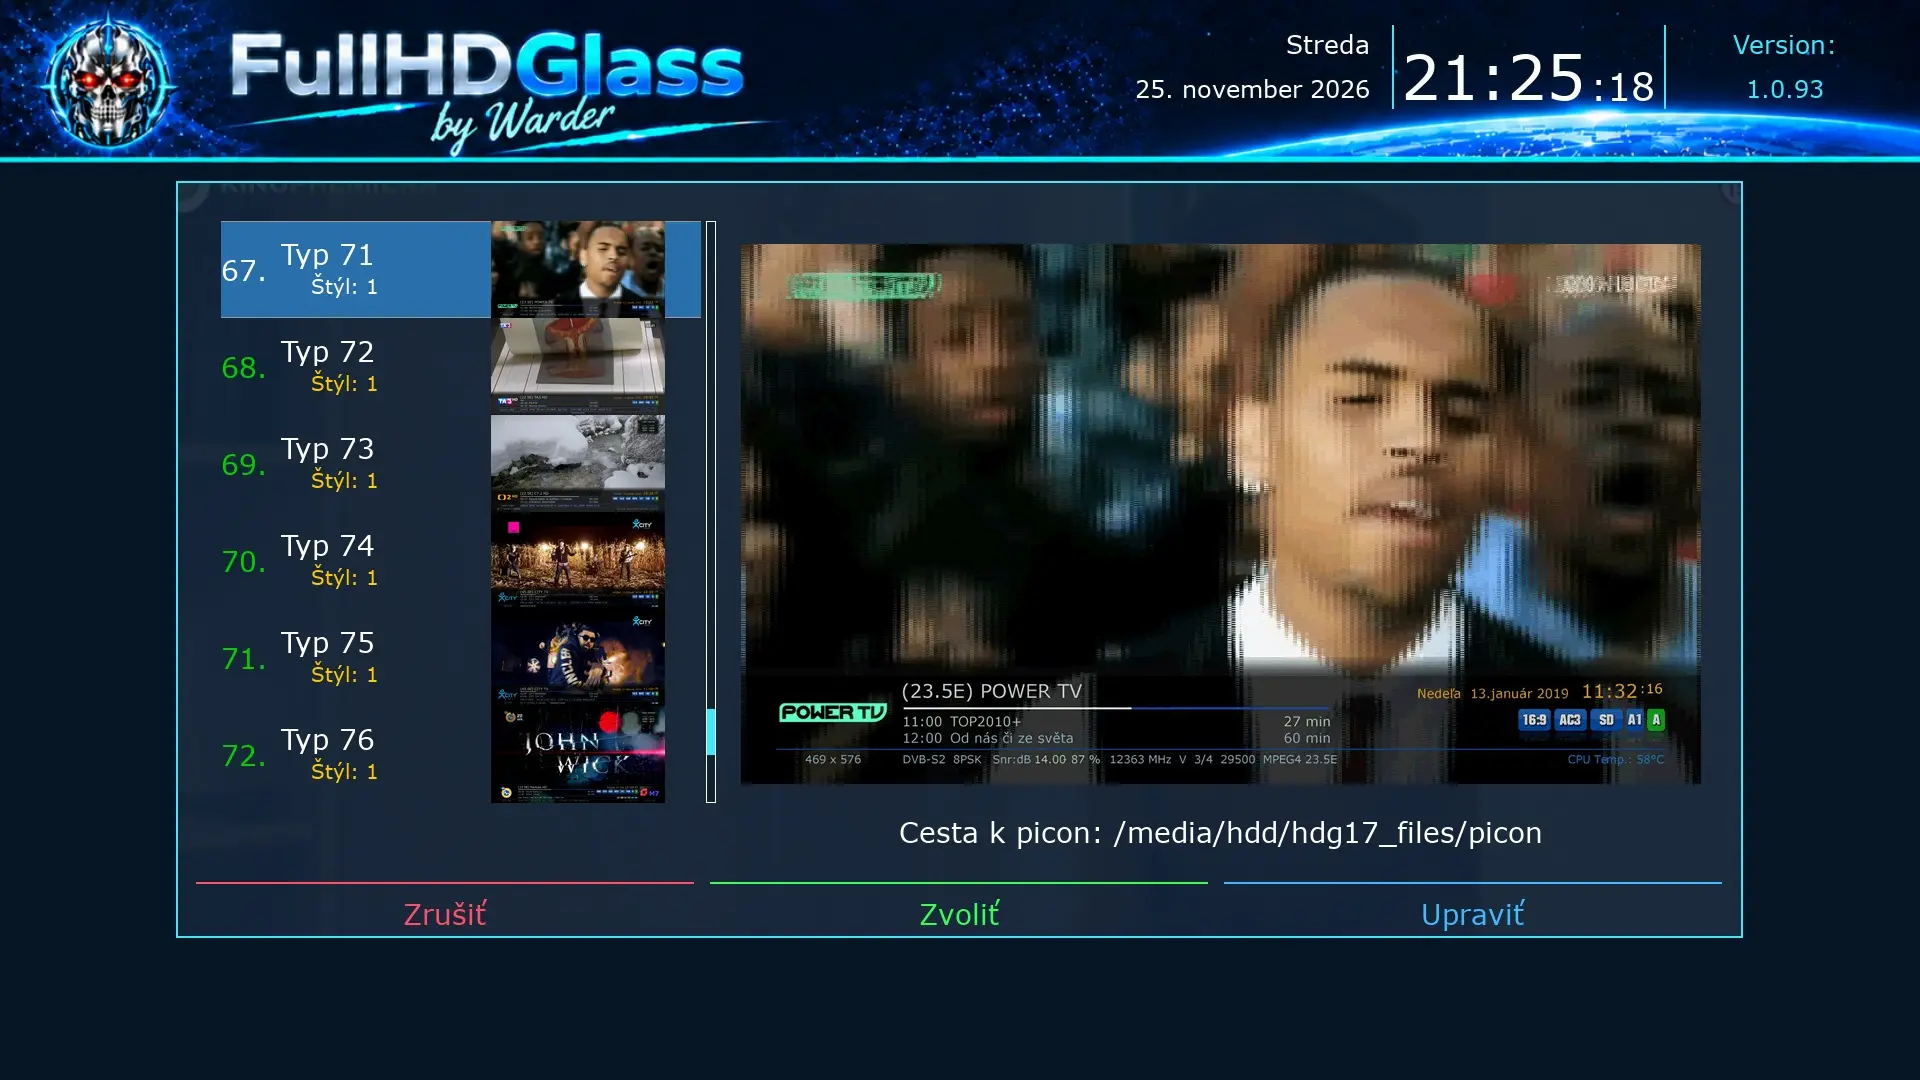 FullHDGlass
by Warder
Streda
25. november 2026
21:25:18
Version:
1.0.93
67. Typ 71
Štýl: 1
68. Typ 72
Štýl: 1
69. Typ 73
Štýl: 1
70. Typ 74
Štýl: 1
71. Typ 75
Štýl: 1
72. Typ 76
Štýl: 1
JOHN WICK
POWER TV
(23.5E) POWER TV
11:00 TOP2010+ 27 min
12:00 Od nás či ze světa 60 min
Nedeľa 13.január 2019 11:32:16
16:9 AC3 SD A1 A
469 x 576
DVB-S2 8PSK Snr:dB 14.00 87 % 12363 MHz V 3/4 29500 MPEG4 23.5E
CPU Temp.: 58°C
Cesta k picon: /media/hdd/hdg17_files/picon
Zrušiť
Zvoliť
Upraviť